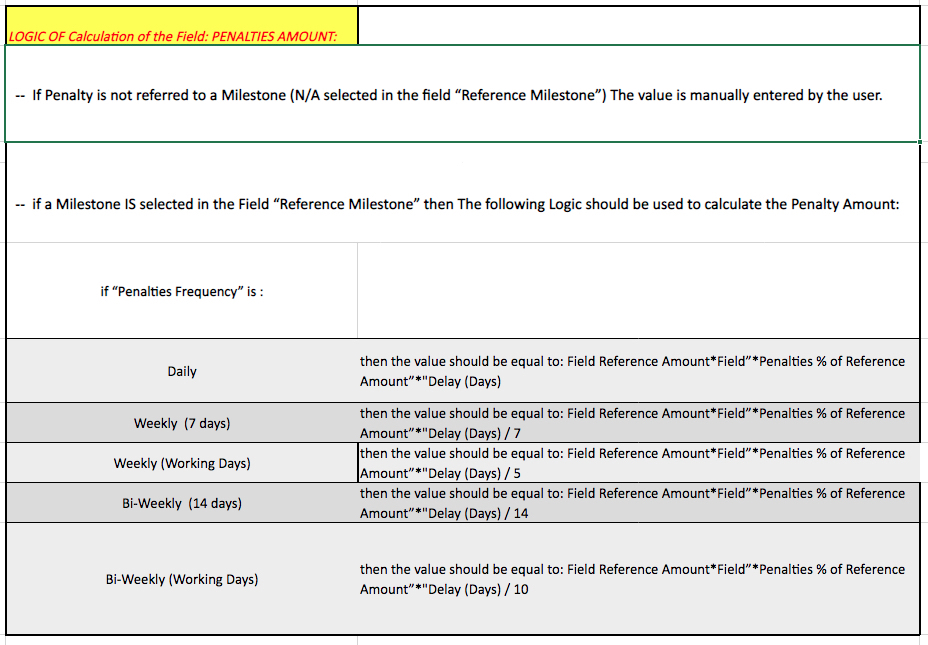 LOGIC OF Calculation of the Field: PENALTIES AMOUNT:
-- If Penalty is not referred to a Milestone (N/A selected in the field “Reference Milestone”) The value is manually entered by the user.
-- if a Milestone IS selected in the Field “Reference Milestone” then The following Logic should be used to calculate the Penalty Amount:
if “Penalties Frequency” is :
Daily
then the value should be equal to: Field Reference Amount*Field”*Penalties % of Reference
Amount”*"Delay (Days)
Weekly (7 days)
then the value should be equal to: Field Reference Amount*Field”*Penalties % of Reference
Amount”*"Delay (Days) / 7
Weekly (Working Days)
then the value should be equal to: Field Reference Amount*Field”*Penalties % of Reference
Amount”*"Delay (Days) / 5
Bi-Weekly (14 days)
then the value should be equal to: Field Reference Amount*Field”*Penalties % of Reference
Amount”*"Delay (Days) / 14
Bi-Weekly (Working Days)
then the value should be equal to: Field Reference Amount*Field”*Penalties % of Reference
Amount”*"Delay (Days) / 10